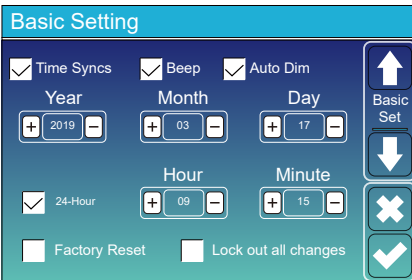 Basic Setting
Time Syncs Beep Auto Dim
Year Month Day
+ 2019 − + 03 − + 17 −
Basic
Set
Hour Minute
24-Hour + 09 − + 15 −
Factory Reset Lock out all changes